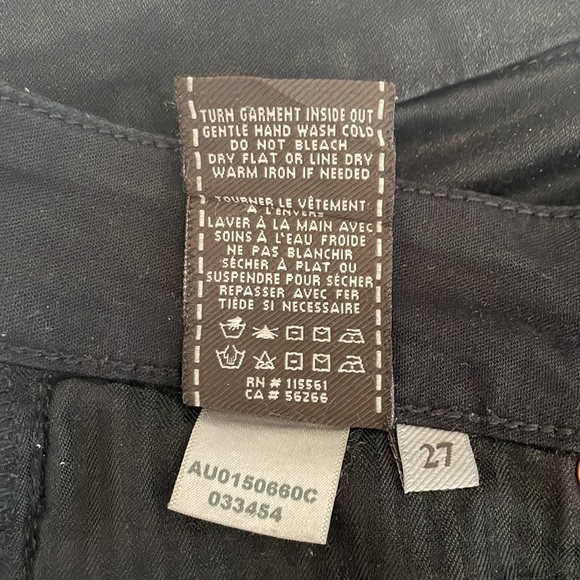 TURN GARMENT INSIDE OUT
GENTLE HAND WASH COLD
DO NOT BLEACH
DRY FLAT OR LINE DRY
WARM IRON IF NEEDED
TOURNER LE VÊTEMENT
À L'ENVERS
LAVER À LA MAIN AVEC
SOINS À L'EAU FROIDE
NE PAS BLANCHIR
SÉCHER À PLAT OU
SUSPENDRE POUR SÉCHER
REPASSER AVEC FER
TIÈDE SI NECESSAIRE
RN # 115561
CA # 56266
AU0150660C
033454
27